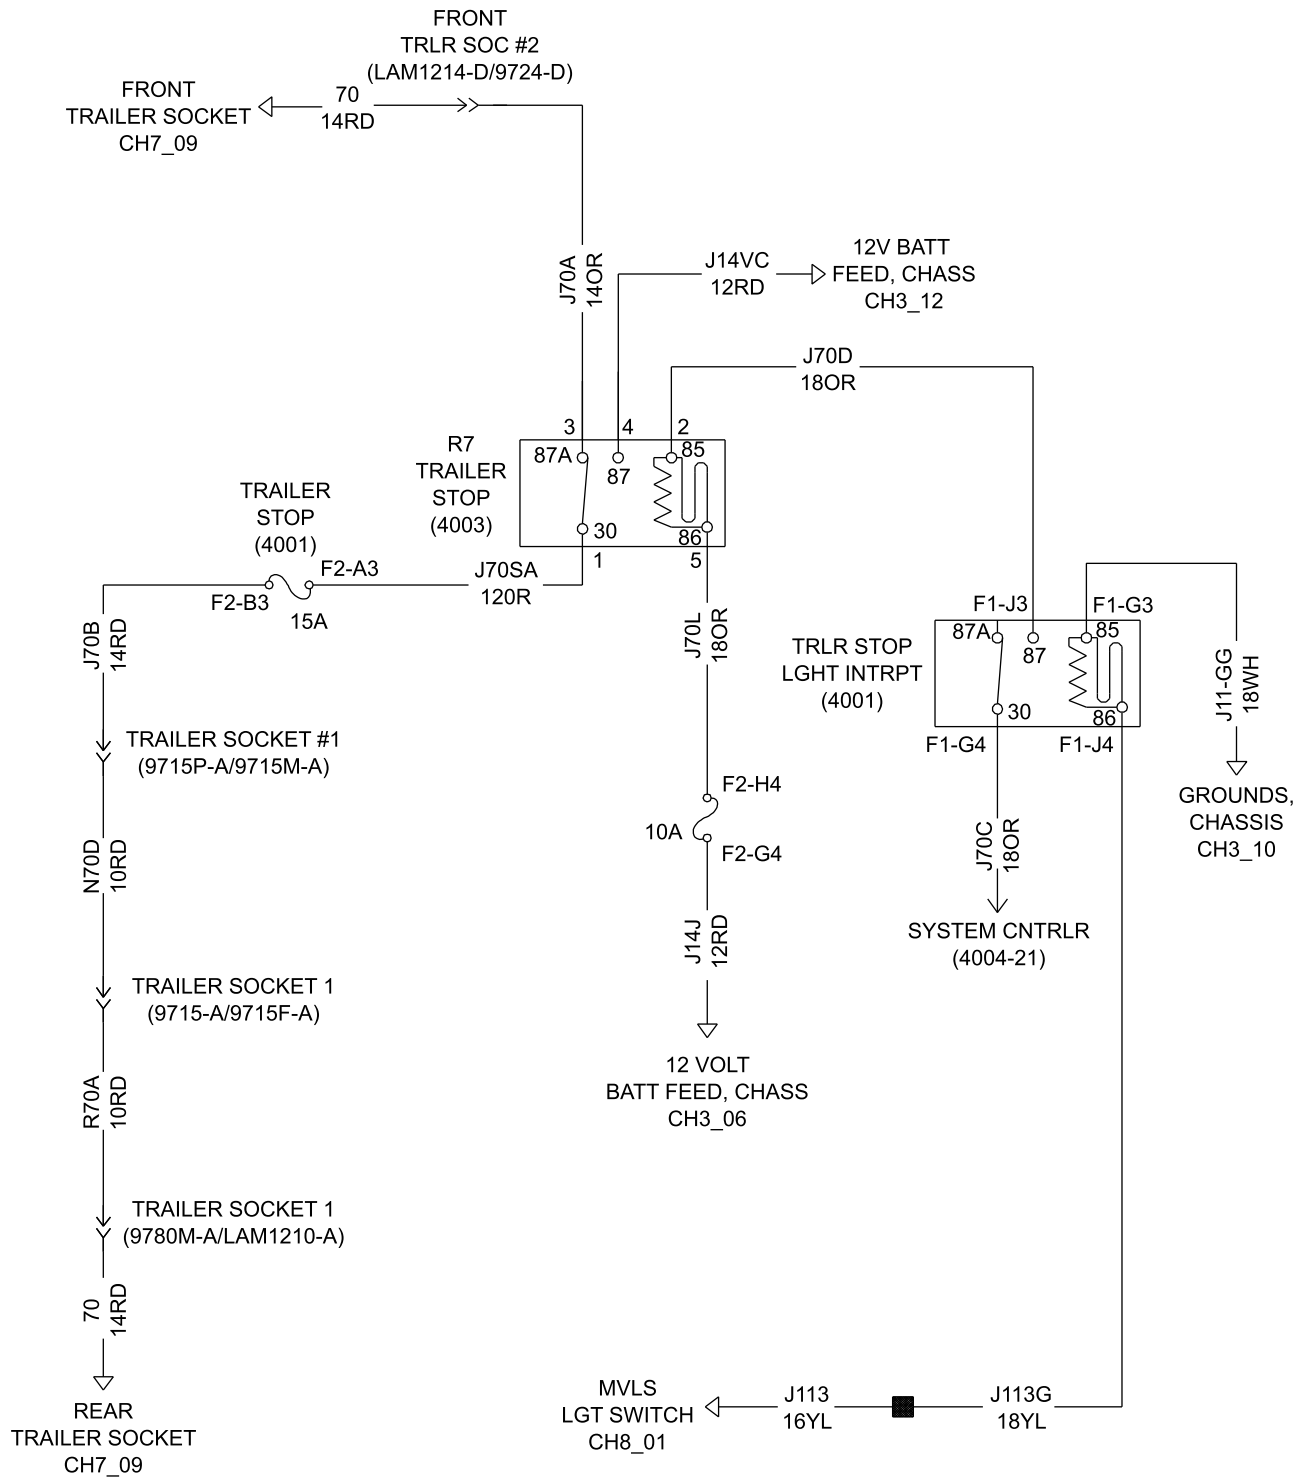 FRONT
TRLR SOC #2
(LAM1214-D/9724-D)
FRONT
TRAILER SOCKET
CH7_09
70
14RD
J70A
14OR
J14VC
12RD
12V BATT
FEED, CHASS
CH3_12
J70D
18OR
R7
TRAILER
STOP
(4003)
3
4
2
87A
87
85
30
86
1
5
TRAILER
STOP
(4001)
F2-A3
F2-B3
15A
J70SA
120R
J70B
14RD
J70L
18OR
TRLR STOP
LGHT INTRPT
(4001)
F1-J3
F1-G3
87A
87
85
30
86
F1-G4
F1-J4
J11-GG
18WH
GROUNDS,
CHASSIS
CH3_10
TRAILER SOCKET #1
(9715P-A/9715M-A)
F2-H4
10A
F2-G4
N70D
10RD
J70C
18OR
SYSTEM CNTRLR
(4004-21)
J14J
12RD
TRAILER SOCKET 1
(9715-A/9715F-A)
12 VOLT
BATT FEED, CHASS
CH3_06
R70A
10RD
TRAILER SOCKET 1
(9780M-A/LAM1210-A)
70
14RD
REAR
TRAILER SOCKET
CH7_09
MVLS
LGT SWITCH
CH8_01
J113
16YL
J113G
18YL